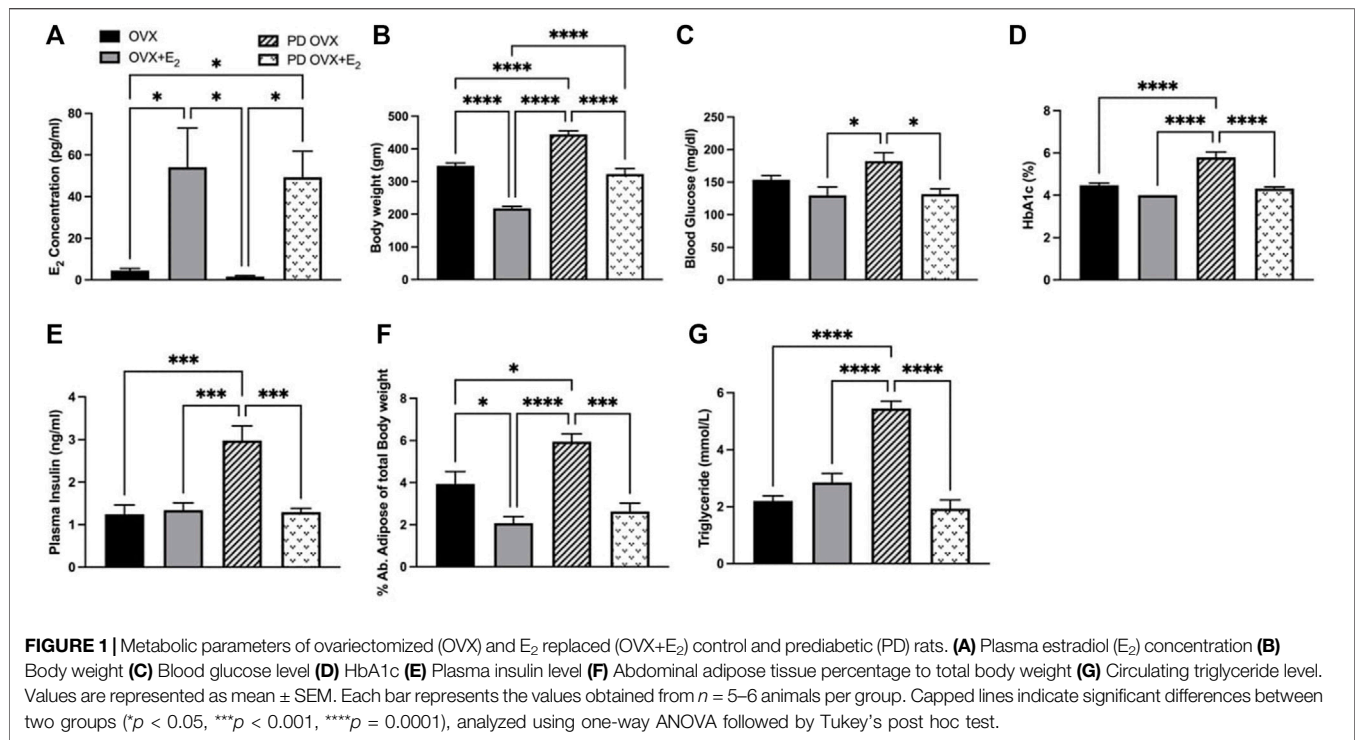 A
OVX
PD OVX
OVX+E₂
PD OVX+E₂
*
* * *
E₂ Concentration (pg/ml)
80
60
40
20
0
B
****
****
**** **** ****
Body weight (gm)
500
400
300
200
100
0
C
* *
Blood Glucose (mg/dl)
250
200
150
100
50
0
D
****
**** ****
HbA1c (%)
8
6
4
2
0
E
***
*** ***
Plasma Insulin (ng/ml)
4
3
2
1
0
F
*
* **** ***
% Ab. Adipose of total Body weight
8
6
4
2
0
G
****
**** ****
Triglyceride (mmol/L)
6
4
2
0
FIGURE 1 | Metabolic parameters of ovariectomized (OVX) and E₂ replaced (OVX+E₂) control and prediabetic (PD) rats. (A) Plasma estradiol (E₂) concentration (B)
Body weight (C) Blood glucose level (D) HbA1c (E) Plasma insulin level (F) Abdominal adipose tissue percentage to total body weight (G) Circulating triglyceride level.
Values are represented as mean ± SEM. Each bar represents the values obtained from n = 5–6 animals per group. Capped lines indicate significant differences between
two groups (*p < 0.05, ***p < 0.001, ****p = 0.0001), analyzed using one-way ANOVA followed by Tukey’s post hoc test.